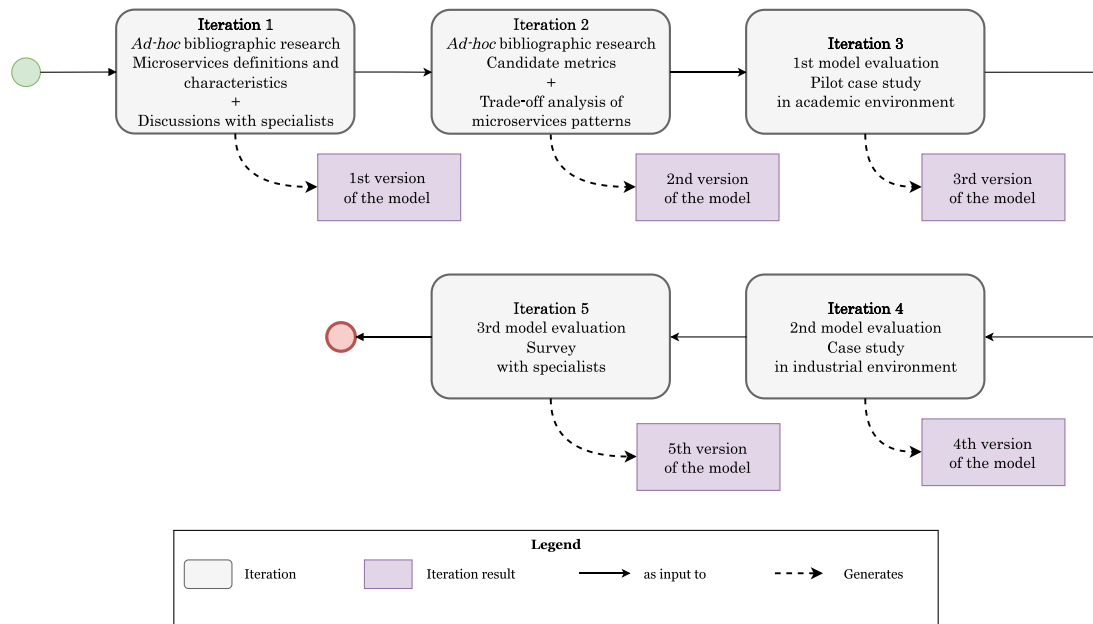 Iteration 1
Ad-hoc bibliographic research
Microservices definitions and
characteristics
+
Discussions with specialists
Iteration 2
Ad-hoc bibliographic research
Candidate metrics
+
Trade-off analysis of
microservices patterns
Iteration 3
1st model evaluation
Pilot case study
in academic environment
1st version
of the model
2nd version
of the model
3rd version
of the model
Iteration 5
3rd model evaluation
Survey
with specialists
Iteration 4
2nd model evaluation
Case study
in industrial environment
5th version
of the model
4th version
of the model
Legend
Iteration
Iteration result
as input to
Generates